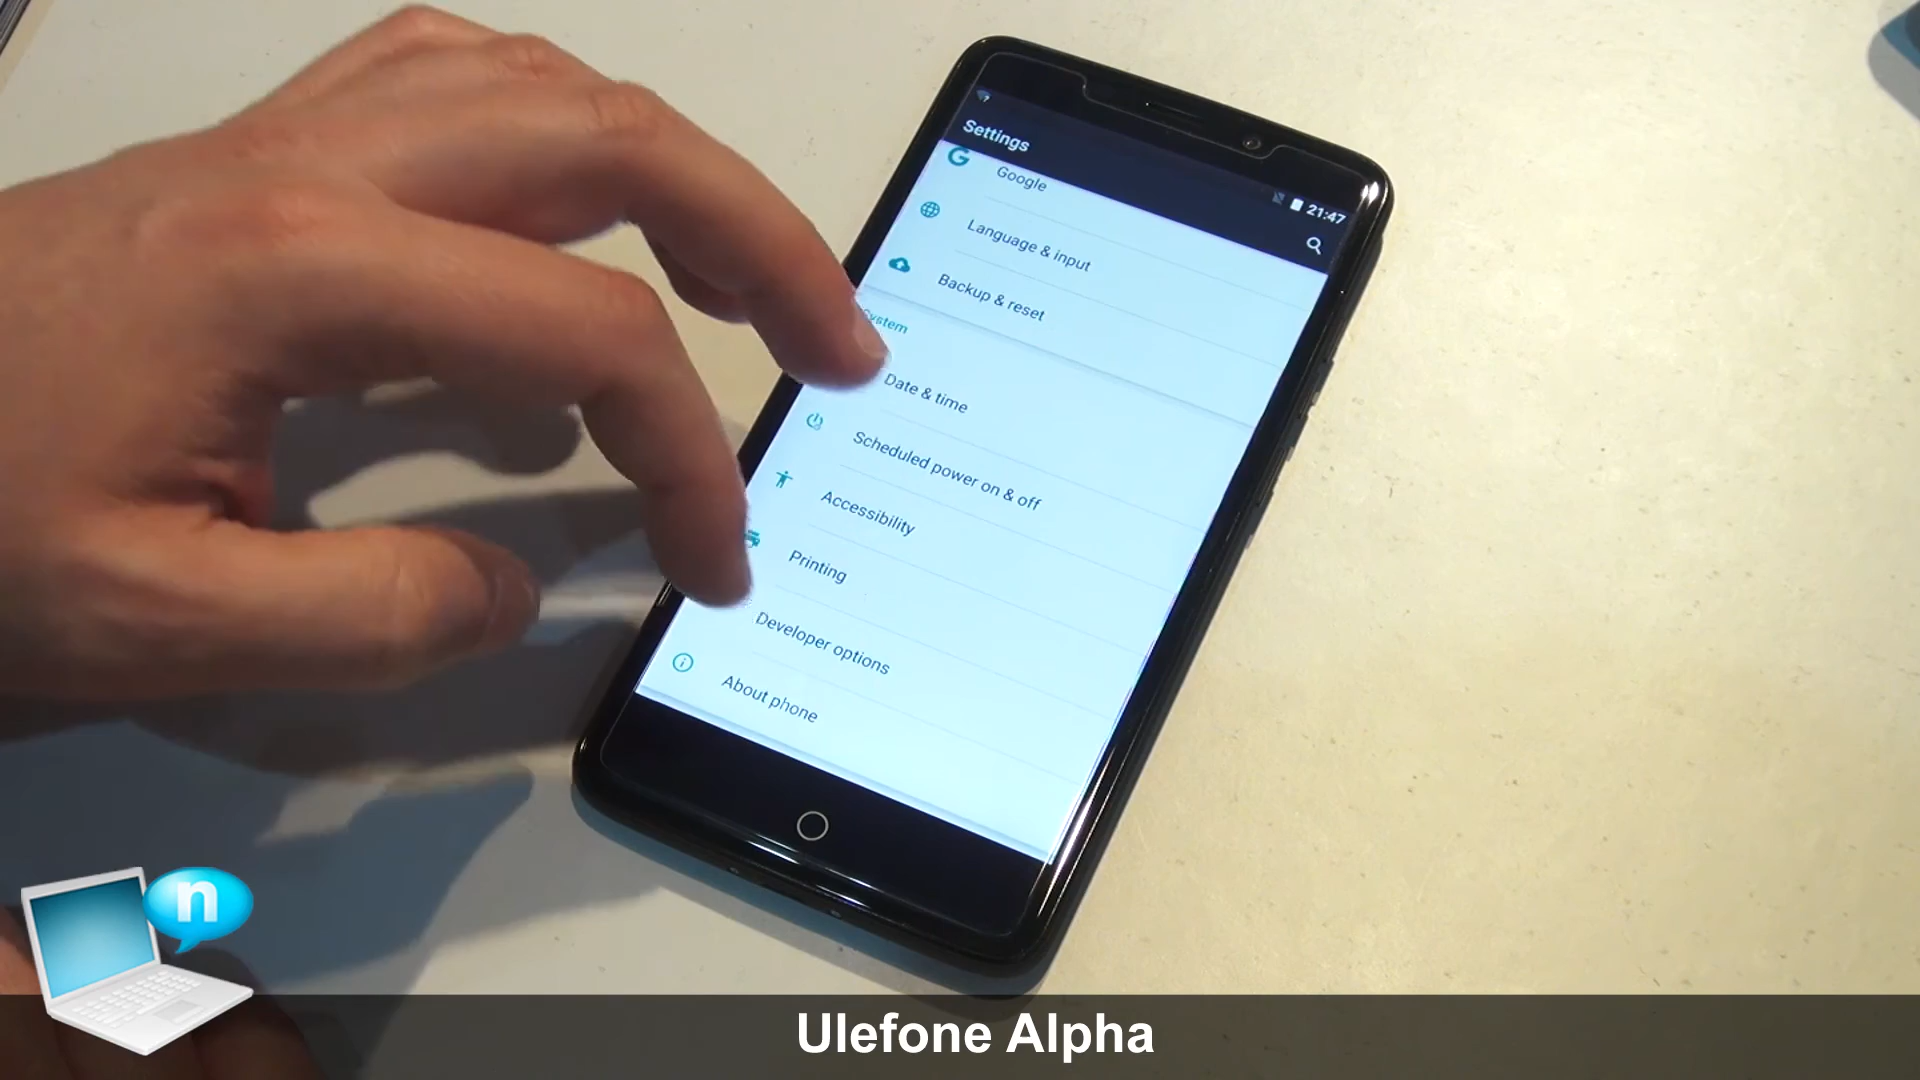 Settings
21:47
Google
Language & input
Backup & reset
System
Date & time
Scheduled power on & off
Accessibility
Printing
Developer options
About phone
n
Ulefone Alpha